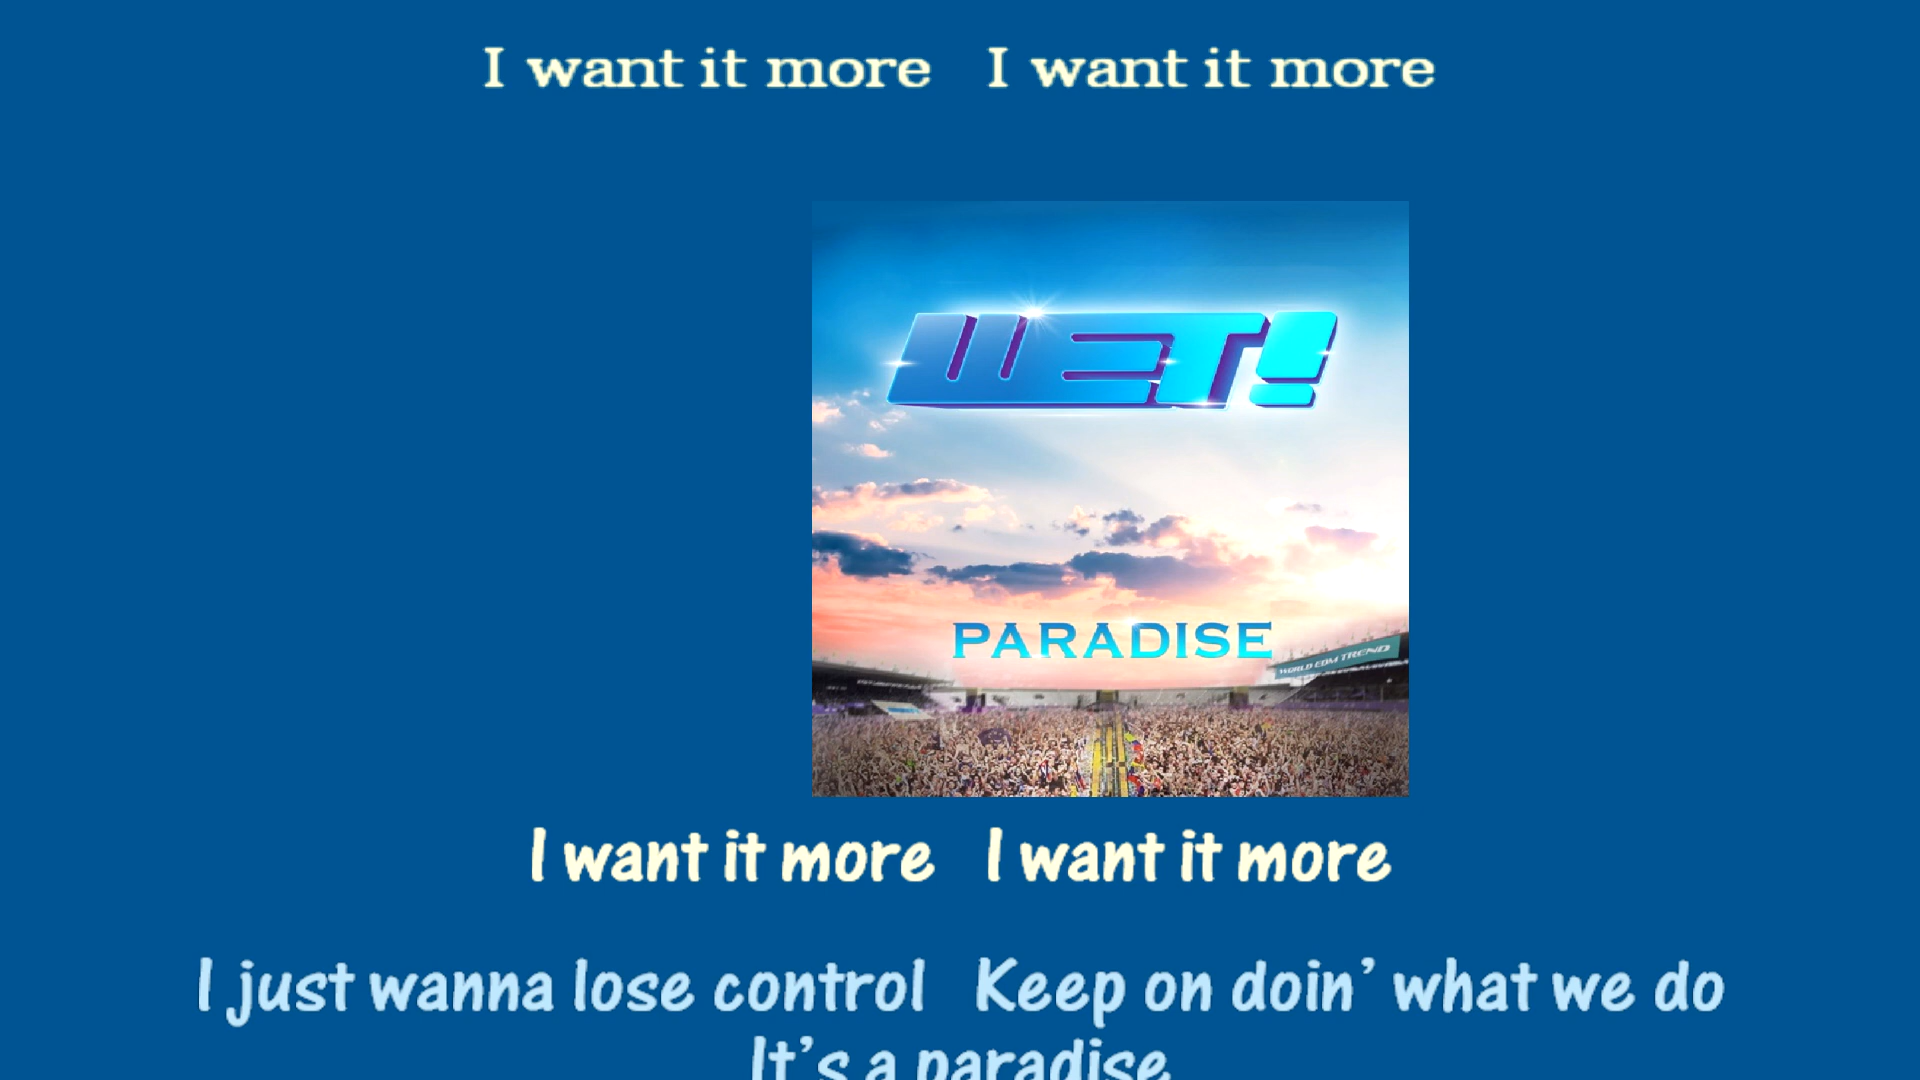 I want it more   I want it more
WET!
PARADISE
WORLD EDM TREND
I want it more   I want it more
I just wanna lose control   Keep on doin’ what we do
It’s a paradise